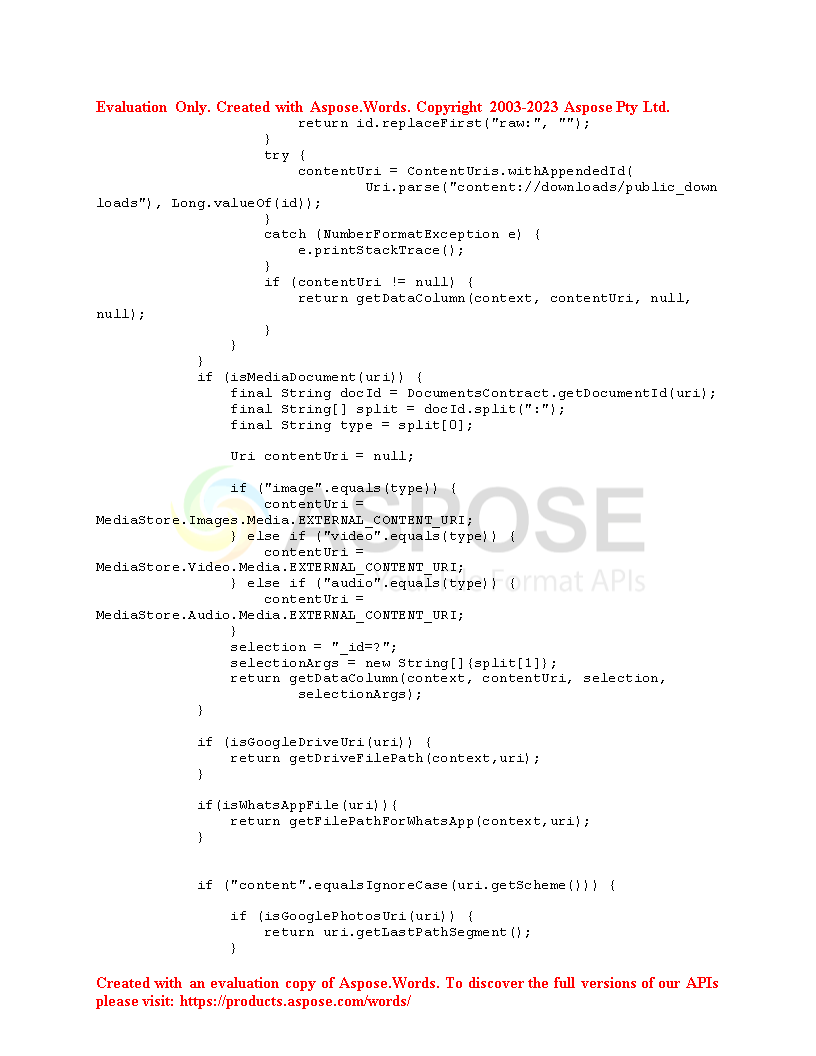 Evaluation Only. Created with Aspose.Words. Copyright 2003-2023 Aspose Pty Ltd.
                        return id.replaceFirst("raw:", "");
                    }
                    try {
                        contentUri = ContentUris.withAppendedId(
                                Uri.parse("content://downloads/public_down
loads"), Long.valueOf(id));
                    }
                    catch (NumberFormatException e) {
                        e.printStackTrace();
                    }
                    if (contentUri != null) {
                        return getDataColumn(context, contentUri, null,
null);
                    }
                }
            }
            if (isMediaDocument(uri)) {
                final String docId = DocumentsContract.getDocumentId(uri);
                final String[] split = docId.split(":");
                final String type = split[0];

                Uri contentUri = null;

                if ("image".equals(type)) {
                    contentUri =
MediaStore.Images.Media.EXTERNAL_CONTENT_URI;
                } else if ("video".equals(type)) {
                    contentUri =
MediaStore.Video.Media.EXTERNAL_CONTENT_URI;
                } else if ("audio".equals(type)) {
                    contentUri =
MediaStore.Audio.Media.EXTERNAL_CONTENT_URI;
                }
                selection = "_id=?";
                selectionArgs = new String[]{split[1]};
                return getDataColumn(context, contentUri, selection,
                        selectionArgs);
            }

            if (isGoogleDriveUri(uri)) {
                return getDriveFilePath(context,uri);
            }

            if(isWhatsAppFile(uri)){
                return getFilePathForWhatsApp(context,uri);
            }


            if ("content".equalsIgnoreCase(uri.getScheme())) {

                if (isGooglePhotosUri(uri)) {
                    return uri.getLastPathSegment();
                }
ASPOSE
Format APIs
Created with an evaluation copy of Aspose.Words. To discover the full versions of our APIs
please visit: https://products.aspose.com/words/